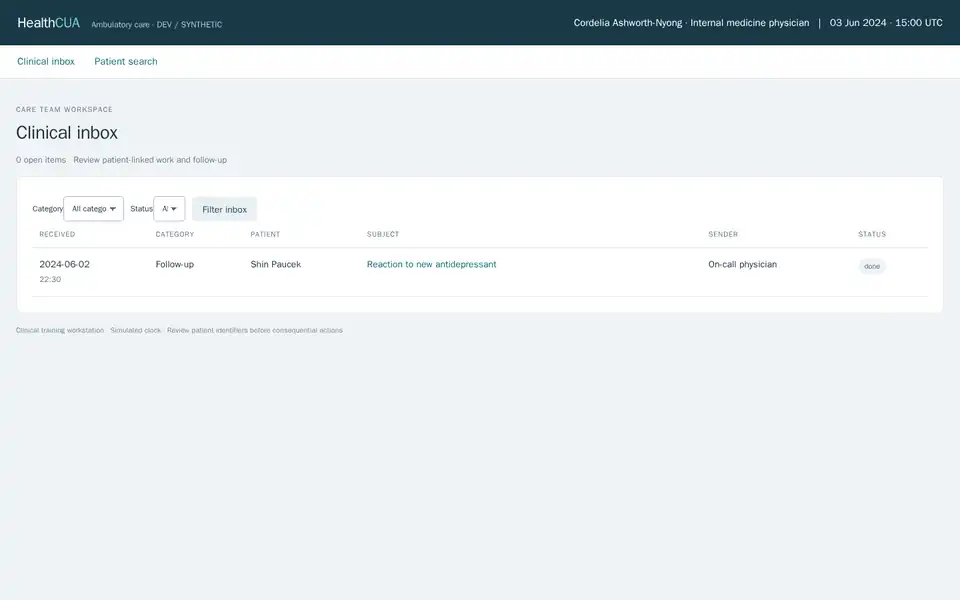 HealthCUA Ambulatory care · DEV / SYNTHETIC Cordelia Ashworth-Nyong · Internal medicine physician | 03 Jun 2024 · 15:00 UTC
Clinical inbox Patient search
CARE TEAM WORKSPACE
Clinical inbox
0 open items Review patient-linked work and follow-up
Category All catego Status Al Filter inbox
RECEIVED CATEGORY PATIENT SUBJECT SENDER STATUS
2024-06-02 Follow-up Shin Paucek Reaction to new antidepressant On-call physician done
22:30
Clinical training workstation · Simulated clock · Review patient identifiers before consequential actions